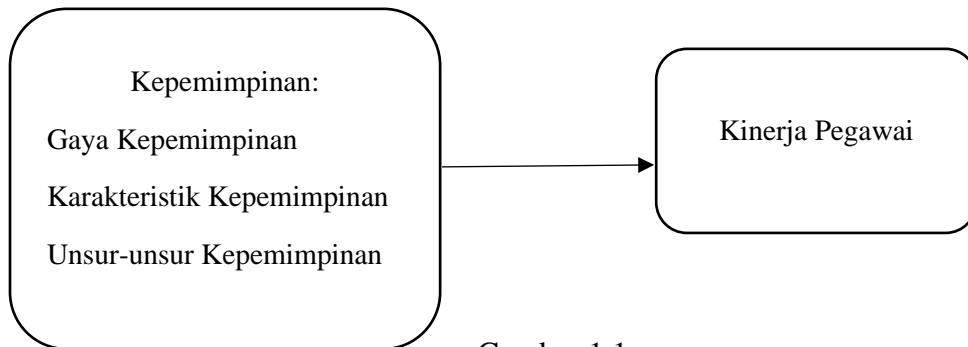 Kepemimpinan:
Gaya Kepemimpinan
Karakteristik Kepemimpinan
Unsur-unsur Kepemimpinan
Kinerja Pegawai